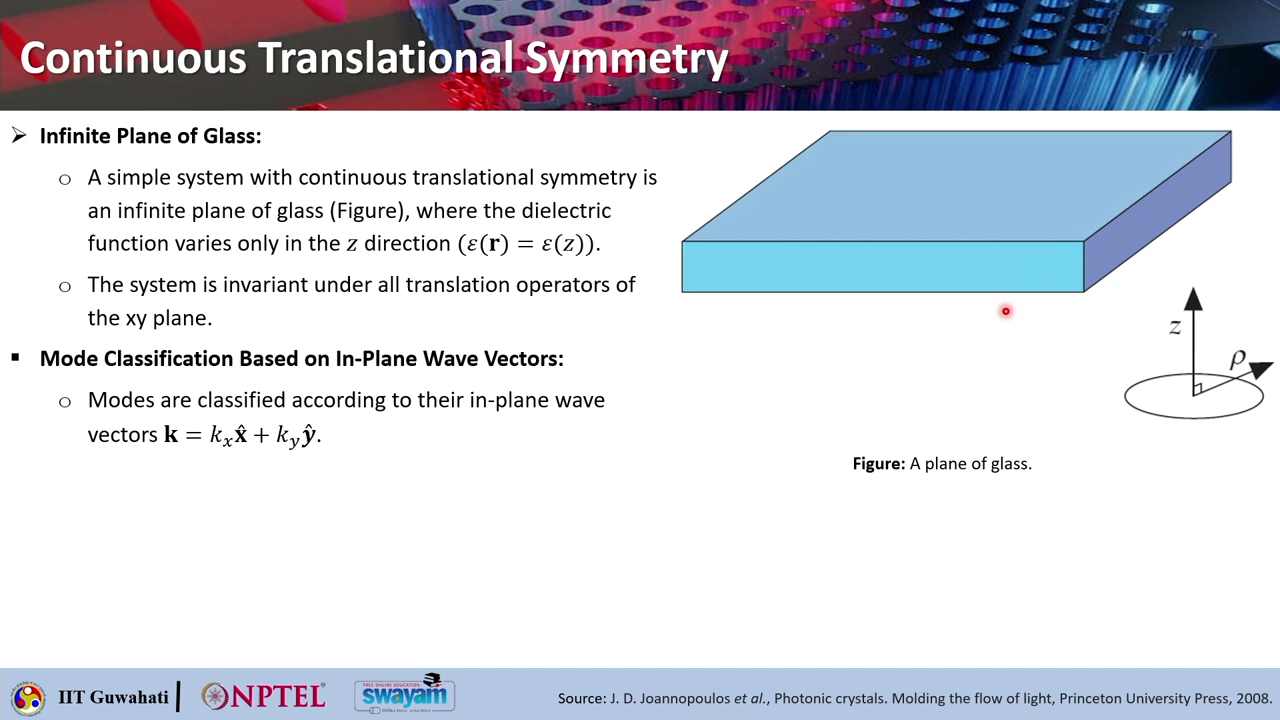 Continuous Translational Symmetry
➢ Infinite Plane of Glass:
o A simple system with continuous translational symmetry is
an infinite plane of glass (Figure), where the dielectric
function varies only in the z direction (ε(𝐫) = ε(z)).
o The system is invariant under all translation operators of
the xy plane.
▪ Mode Classification Based on In-Plane Wave Vectors:
o Modes are classified according to their in-plane wave
vectors 𝐤 = kₓx̂ + k_yŷ.
z
ρ
Figure: A plane of glass.
IIT Guwahati
NPTEL
FREE ONLINE EDUCATION
swayam
Source: J. D. Joannopoulos et al., Photonic crystals. Molding the flow of light, Princeton University Press, 2008.